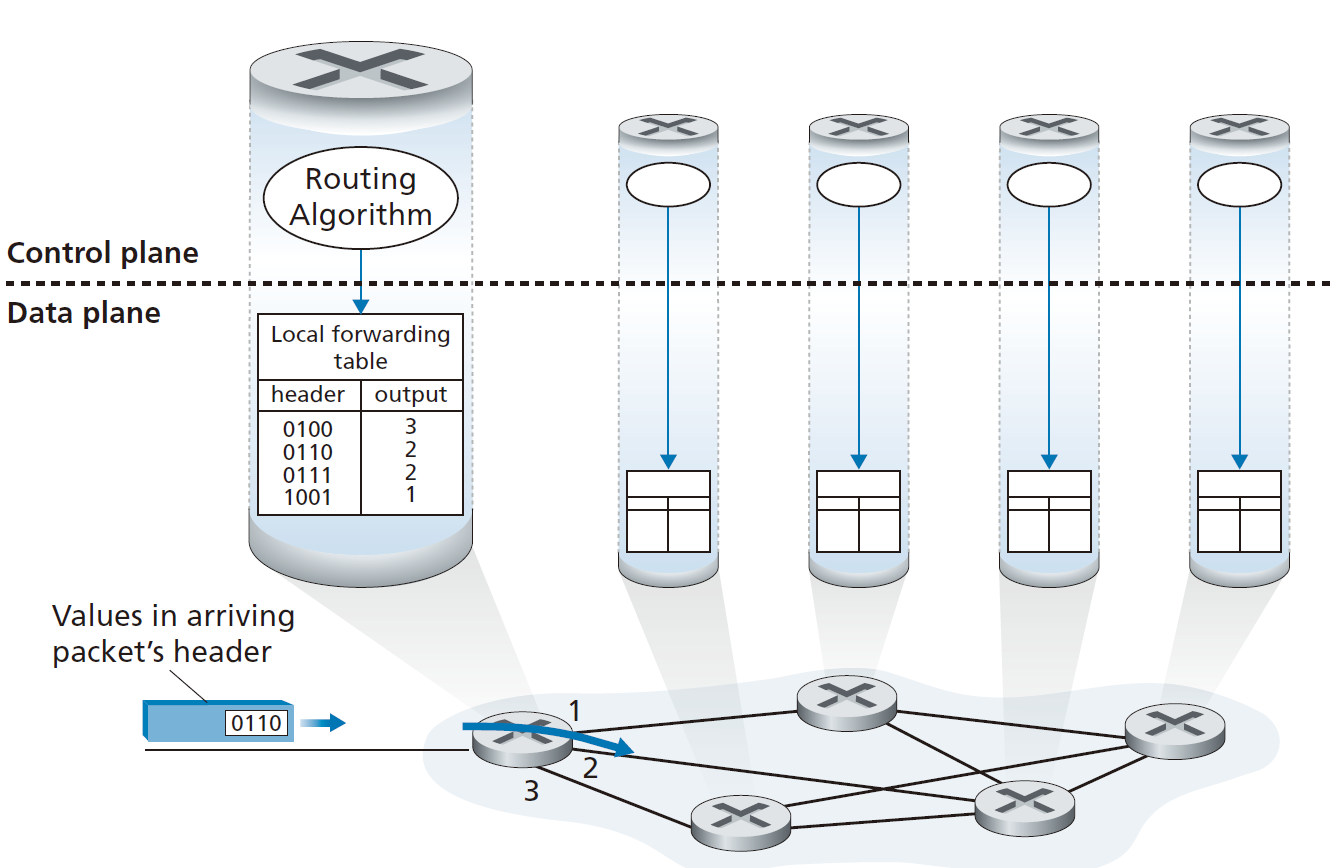 Routing
Algorithm
Control plane
Data plane
Local forwarding
table
header output
0100 3
0110 2
0111 2
1001 1
Values in arriving
packet’s header
0110
1
2
3